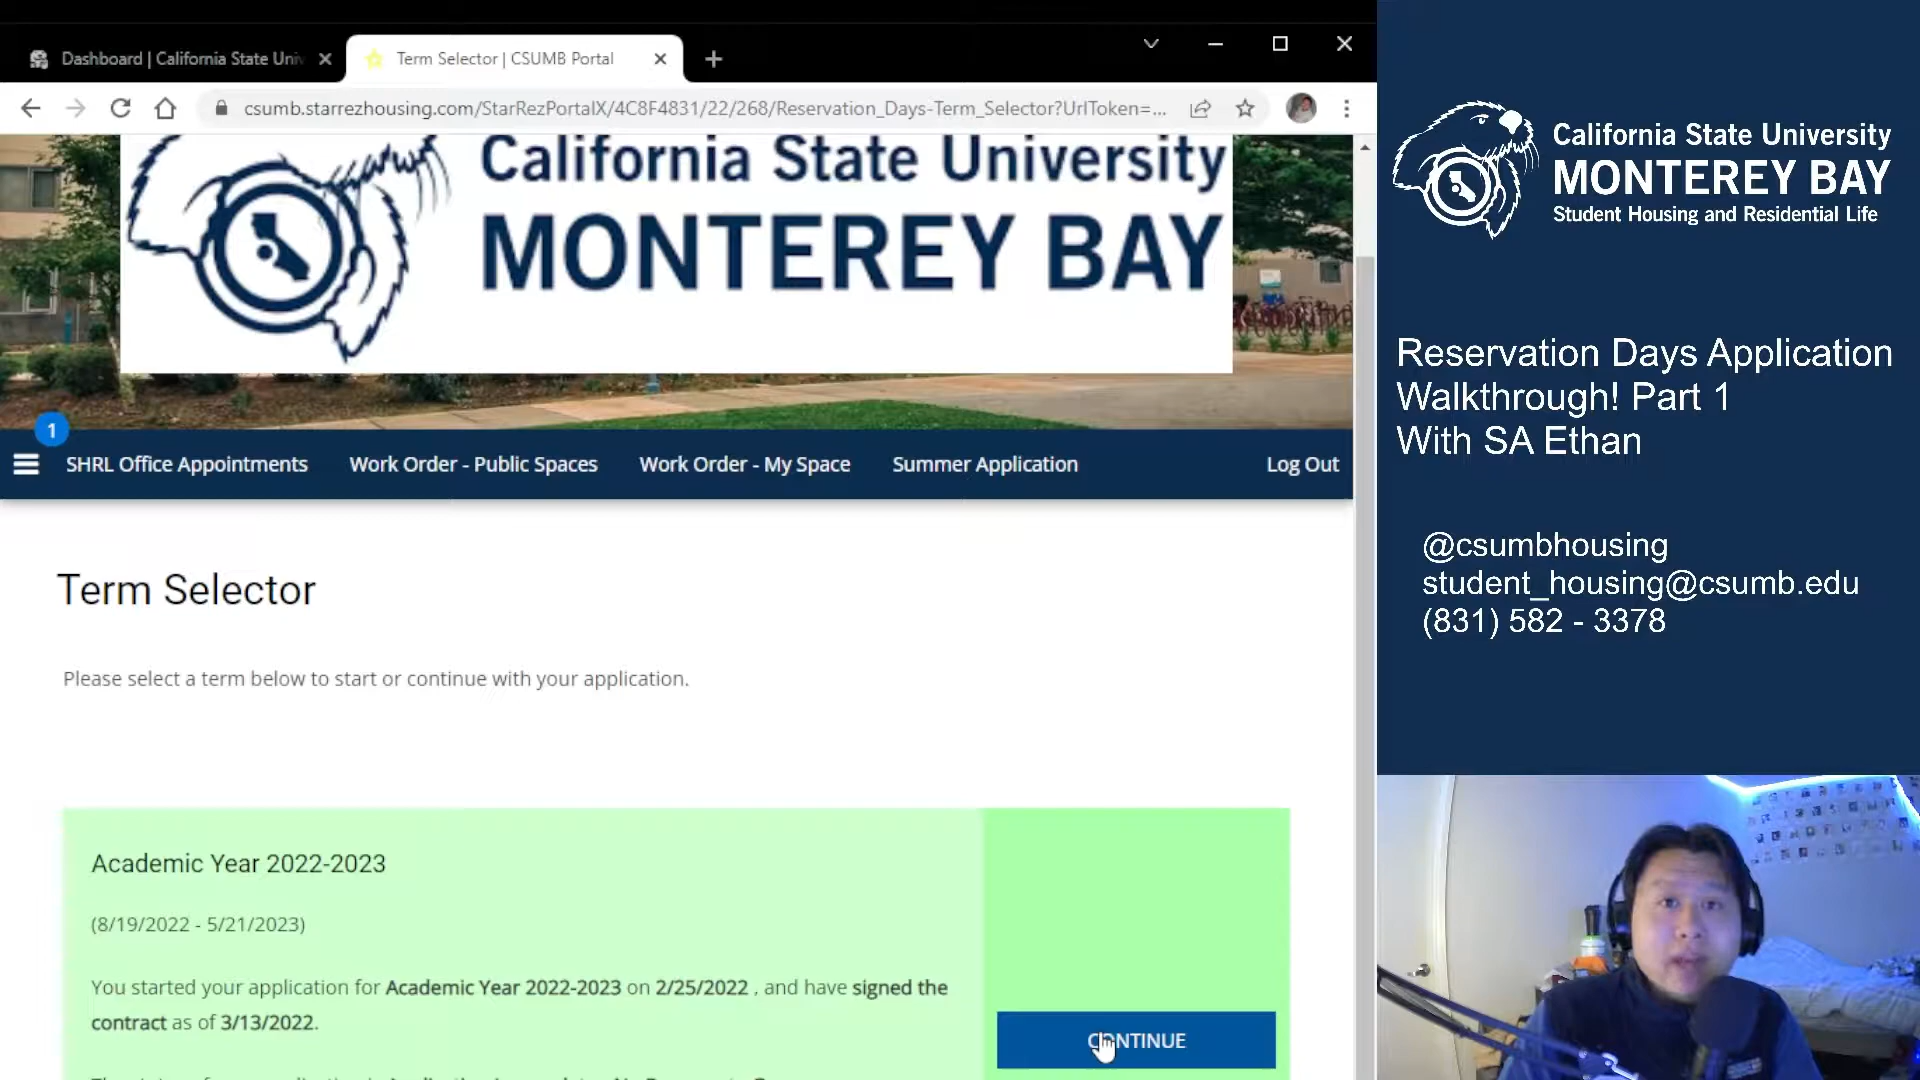 Dashboard | California State Univ
Term Selector | CSUMB Portal
csumb.starrezhousing.com/StarRezPortalX/4C8F4831/22/268/Reservation_Days-Term_Selector?UrlToken=...
California State University
MONTEREY BAY
1
SHRL Office Appointments
Work Order - Public Spaces
Work Order - My Space
Summer Application
Log Out
Term Selector
Please select a term below to start or continue with your application.
Academic Year 2022-2023
(8/19/2022 - 5/21/2023)
You started your application for Academic Year 2022-2023 on 2/25/2022 , and have signed the
contract as of 3/13/2022.
CONTINUE
California State University
MONTEREY BAY
Student Housing and Residential Life
Reservation Days Application
Walkthrough! Part 1
With SA Ethan
@csumbhousing
student_housing@csumb.edu
(831) 582 - 3378